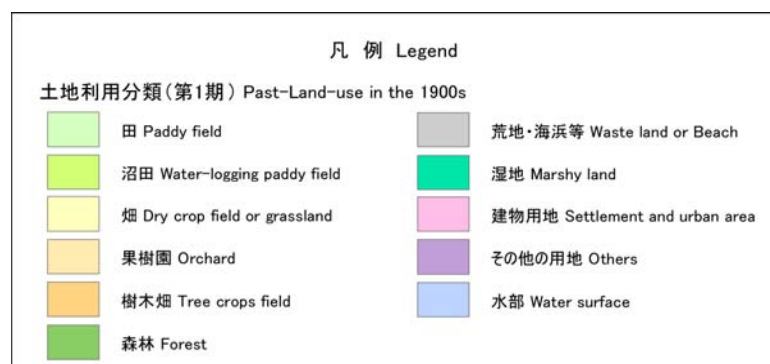 凡 例 Legend
土地利用分類(第1期) Past-Land-use in the 1900s
田 Paddy field
沼田 Water-logging paddy field
畑 Dry crop field or grassland
果樹園 Orchard
樹木畑 Tree crops field
森林 Forest
荒地・海浜等 Waste land or Beach
湿地 Marshy land
建物用地 Settlement and urban area
その他の用地 Others
水部 Water surface